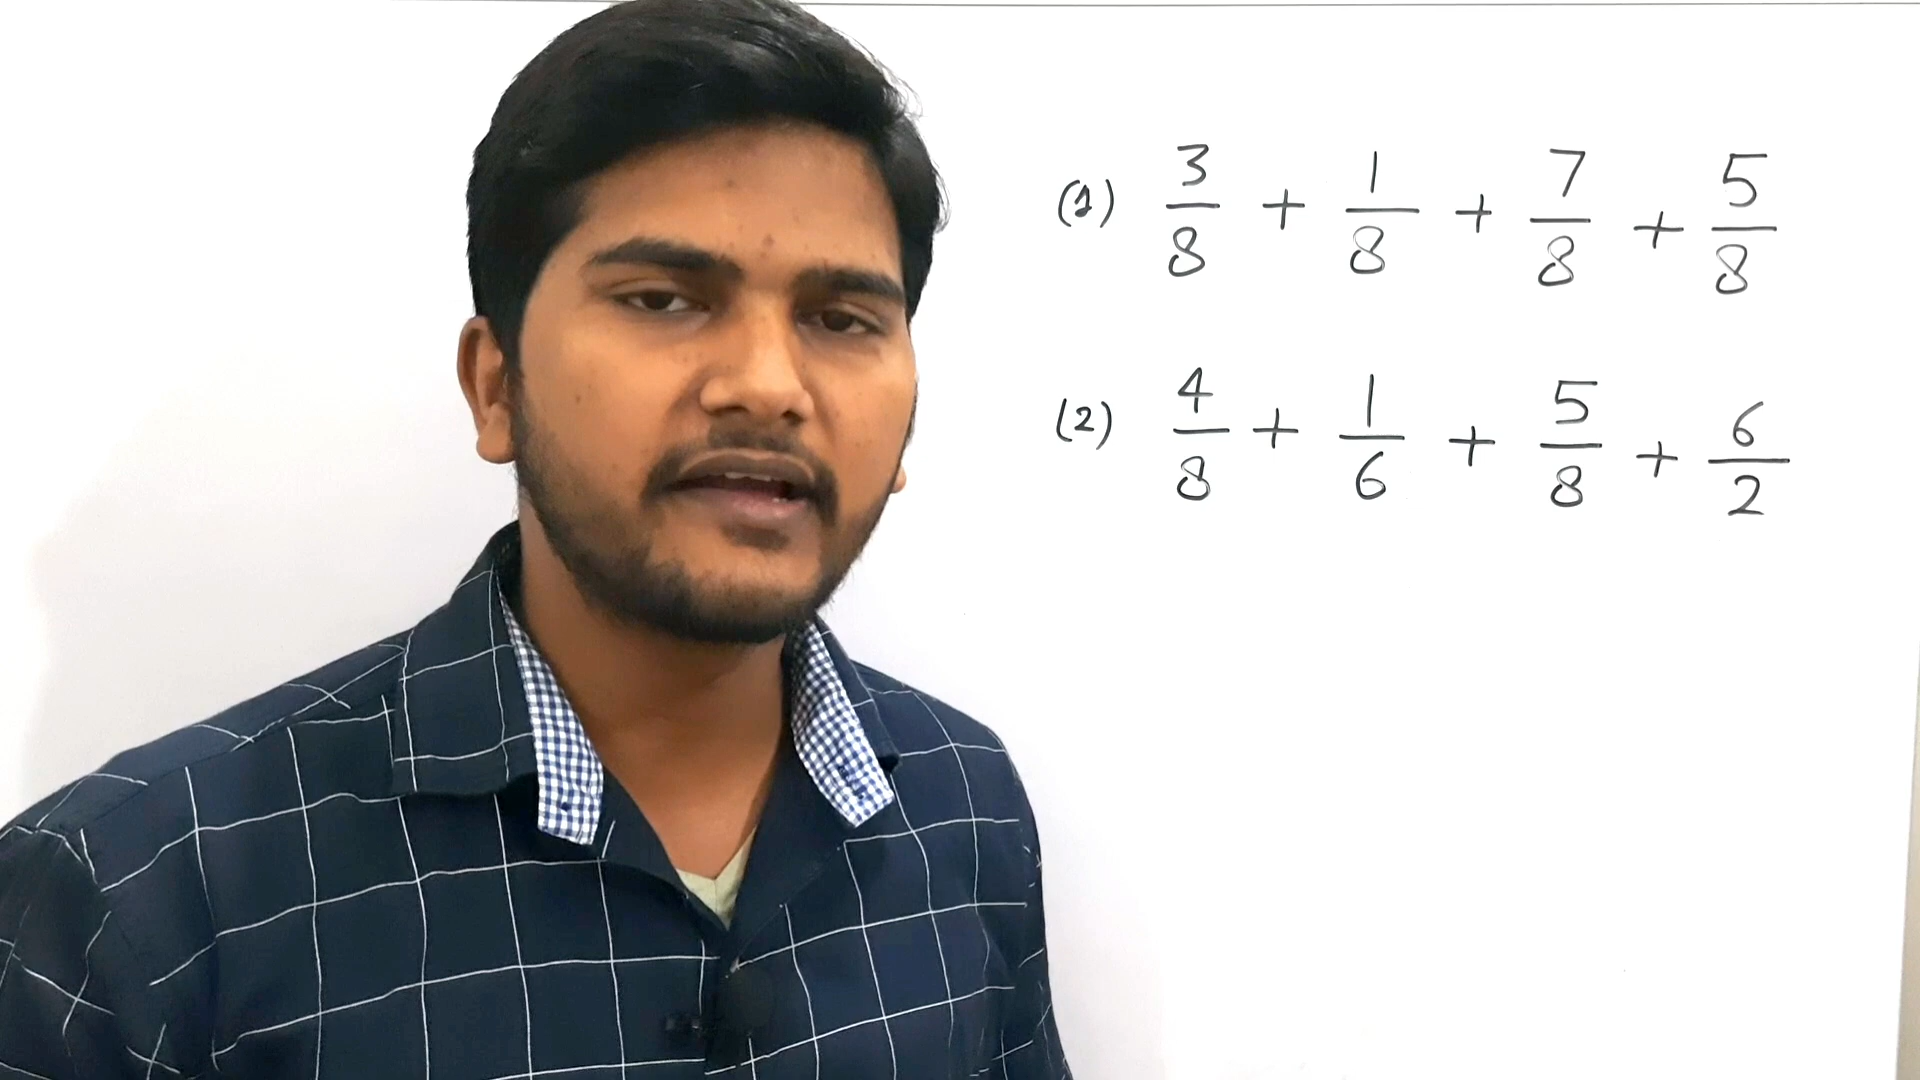 (1) 3/8 + 1/8 + 7/8 + 5/8
(2) 4/8 + 1/6 + 5/8 + 6/2